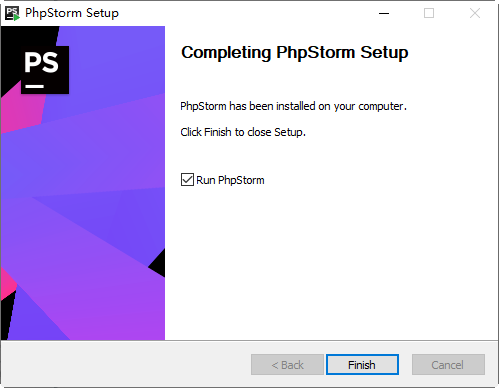 PhpStorm Setup
PS
Completing PhpStorm Setup
PhpStorm has been installed on your computer.
Click Finish to close Setup.
Run PhpStorm
< Back
Finish
Cancel